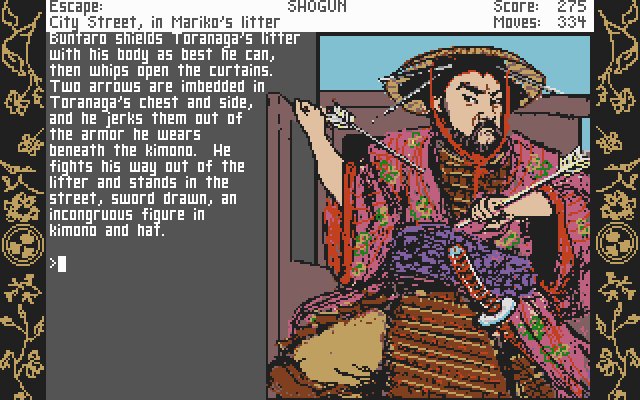 Escape: SHOGUN Score: 275
City Street, in Mariko's litter Moves: 334
Buntaro shields Toranaga's litter
with his body as best he can,
then whips open the curtains.
Two arrows are imbedded in
Toranaga's chest and side,
and he jerks them out of
the armor he wears
beneath the kimono. He
fights his way out of the
litter and stands in the
street, sword drawn, an
incongruous figure in
kimono and hat.
>